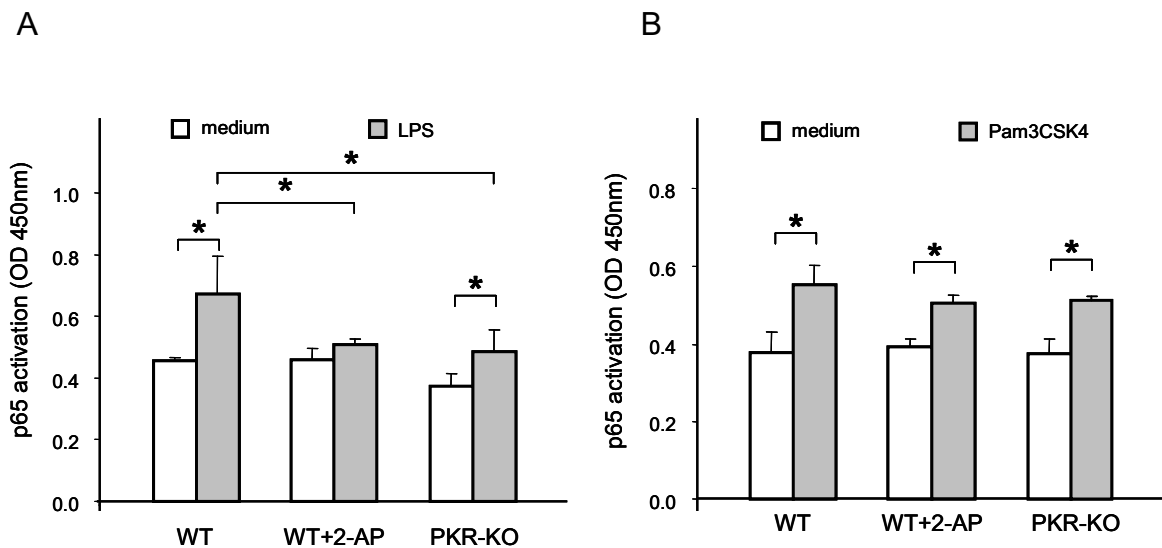 A
medium LPS
*
*
*
*
p65 activation (OD 450nm)
1.0
0.8
0.6
0.4
0.2
0.0
WT WT+2-AP PKR-KO
B
medium Pam3CSK4
*
*
*
p65 activation (OD 450nm)
0.8
0.6
0.4
0.2
0.0
WT WT+2-AP PKR-KO